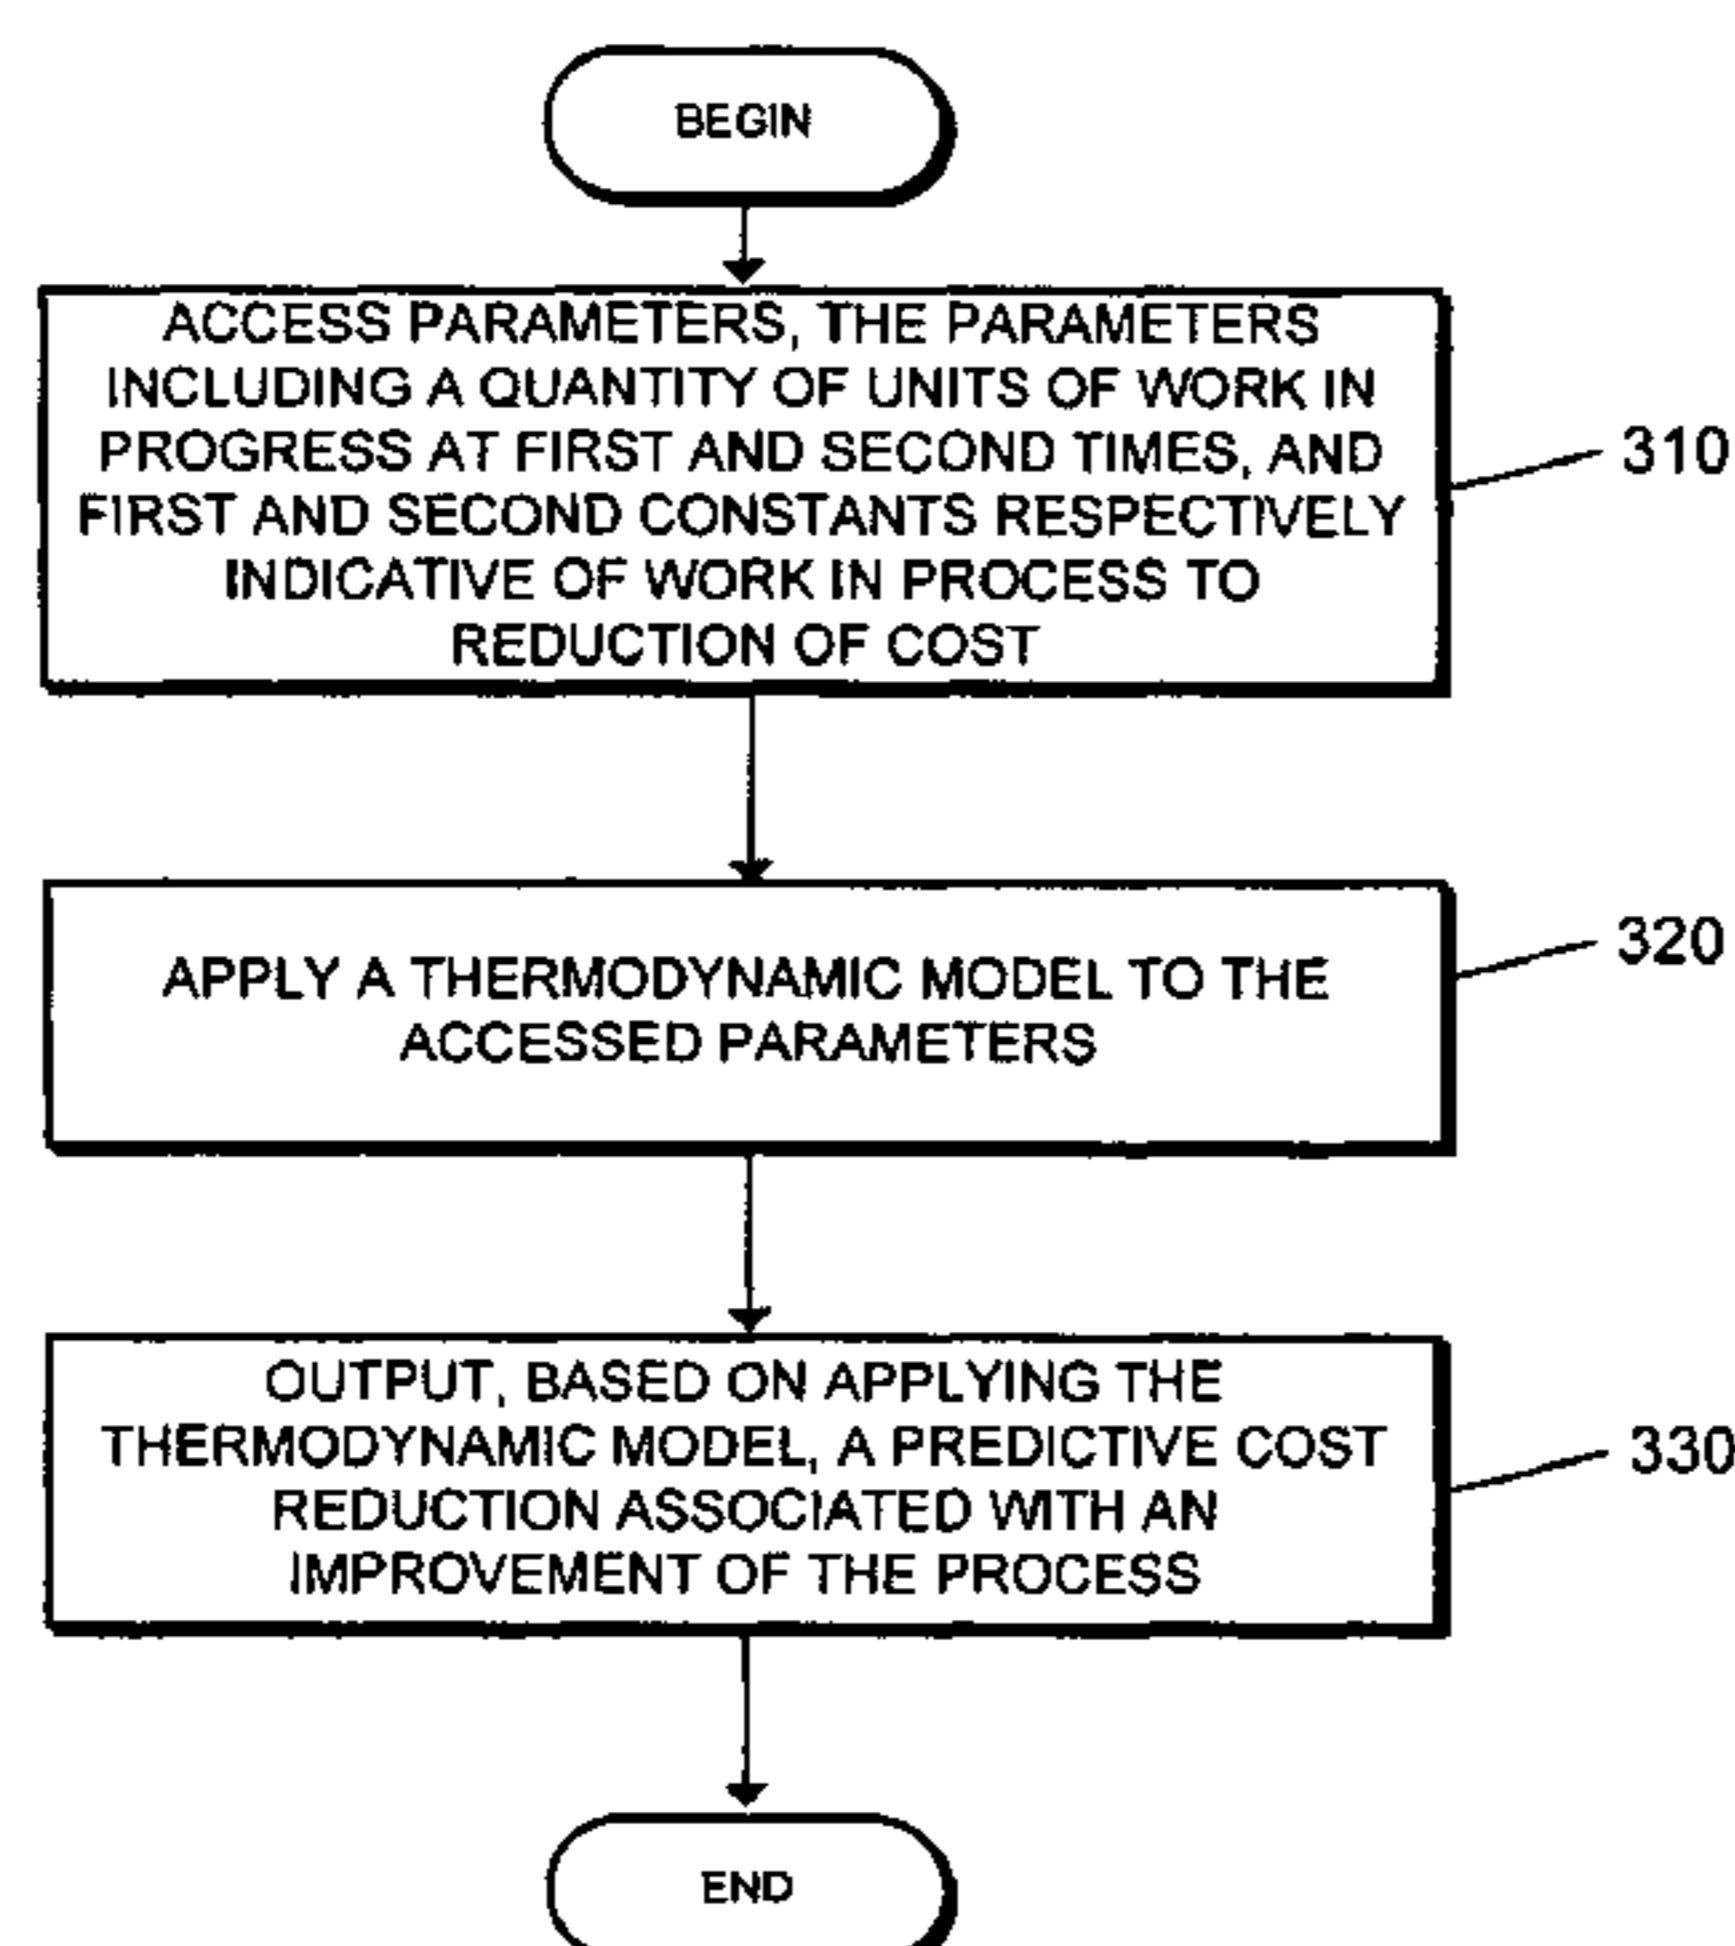 BEGIN
ACCESS PARAMETERS, THE PARAMETERS
INCLUDING A QUANTITY OF UNITS OF WORK IN
PROGRESS AT FIRST AND SECOND TIMES, AND
FIRST AND SECOND CONSTANTS RESPECTIVELY
INDICATIVE OF WORK IN PROCESS TO
REDUCTION OF COST
310
APPLY A THERMODYNAMIC MODEL TO THE
ACCESSED PARAMETERS
320
OUTPUT, BASED ON APPLYING THE
THERMODYNAMIC MODEL, A PREDICTIVE COST
REDUCTION ASSOCIATED WITH AN
IMPROVEMENT OF THE PROCESS
330
END